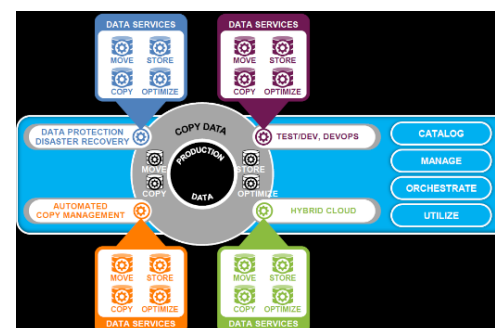 DATA SERVICES
MOVE STORE
COPY OPTIMIZE
DATA SERVICES
MOVE STORE
COPY OPTIMIZE
DATA PROTECTION
DISASTER RECOVERY
COPY DATA
TEST/DEV, DEVOPS
PRODUCTION
DATA
MOVE STORE
COPY OPTIMIZE
AUTOMATED
COPY MANAGEMENT
HYBRID CLOUD
CATALOG
MANAGE
ORCHESTRATE
UTILIZE
MOVE STORE
COPY OPTIMIZE
DATA SERVICES
MOVE STORE
COPY OPTIMIZE
DATA SERVICES